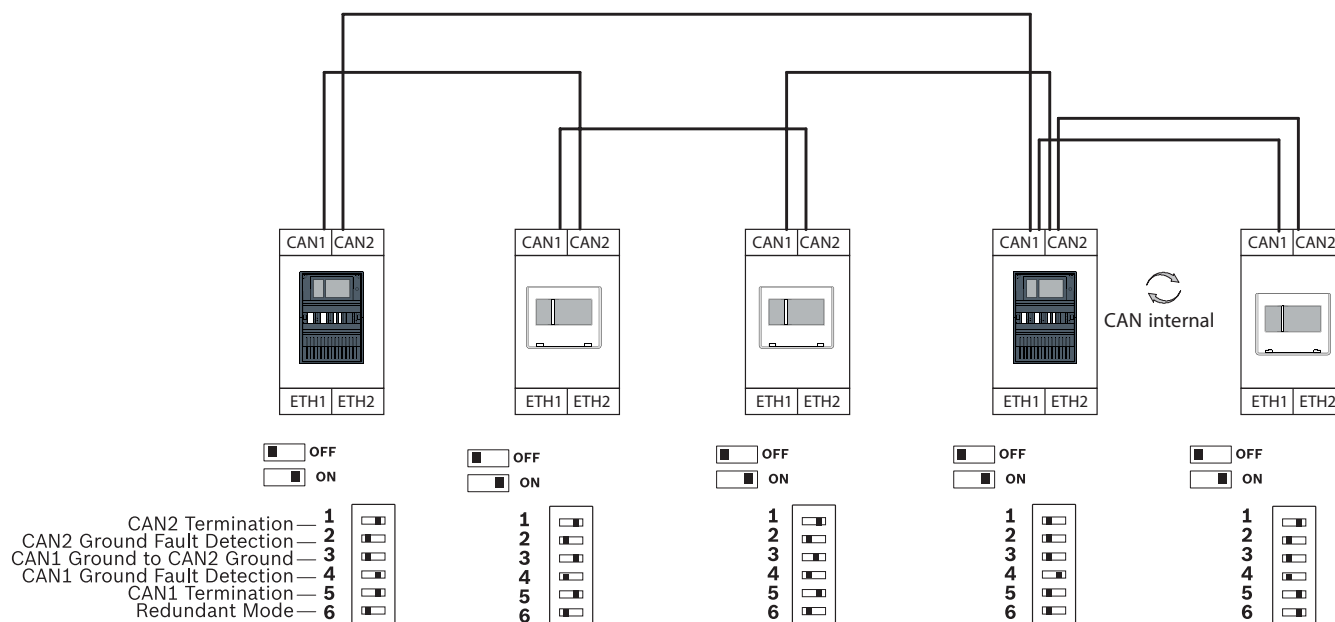 CAN1 CAN2 CAN1 CAN2 CAN1 CAN2 CAN1 CAN2 CAN1 CAN2
CAN internal
ETH1 ETH2 ETH1 ETH2 ETH1 ETH2 ETH1 ETH2 ETH1 ETH2
OFF OFF OFF OFF OFF
ON ON ON ON ON
CAN2 Termination 1 1 1 1 1
CAN2 Ground Fault Detection 2 2 2 2 2
CAN1 Ground to CAN2 Ground 3 3 3 3 3
CAN1 Ground Fault Detection 4 4 4 4 4
CAN1 Termination 5 5 5 5 5
Redundant Mode 6 6 6 6 6